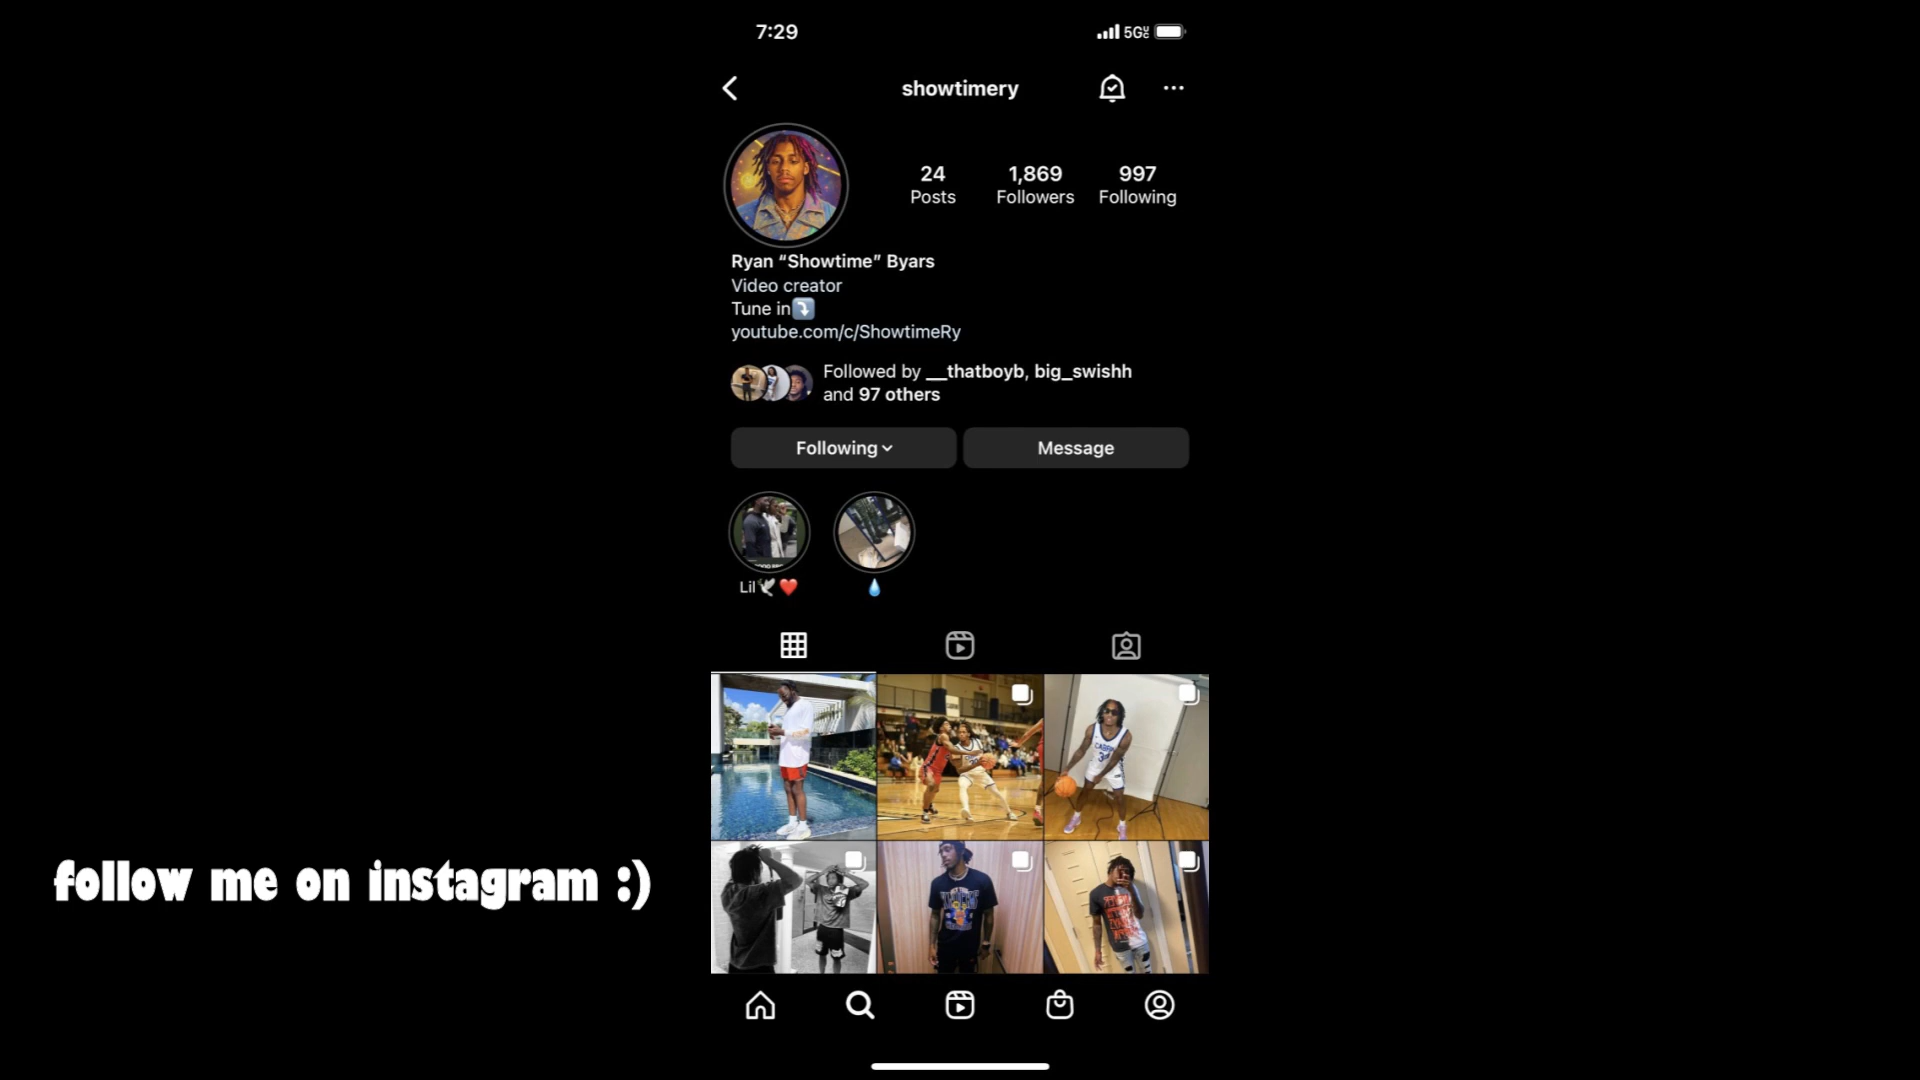 7:29
5G
showtimery
24
Posts
1,869
Followers
997
Following
Ryan “Showtime” Byars
Video creator
Tune in⤵️
youtube.com/c/ShowtimeRy
Followed by __thatboyb, big_swishh
and 97 others
Following
Message
Lil🕊️❤️
💧
follow me on instagram :)